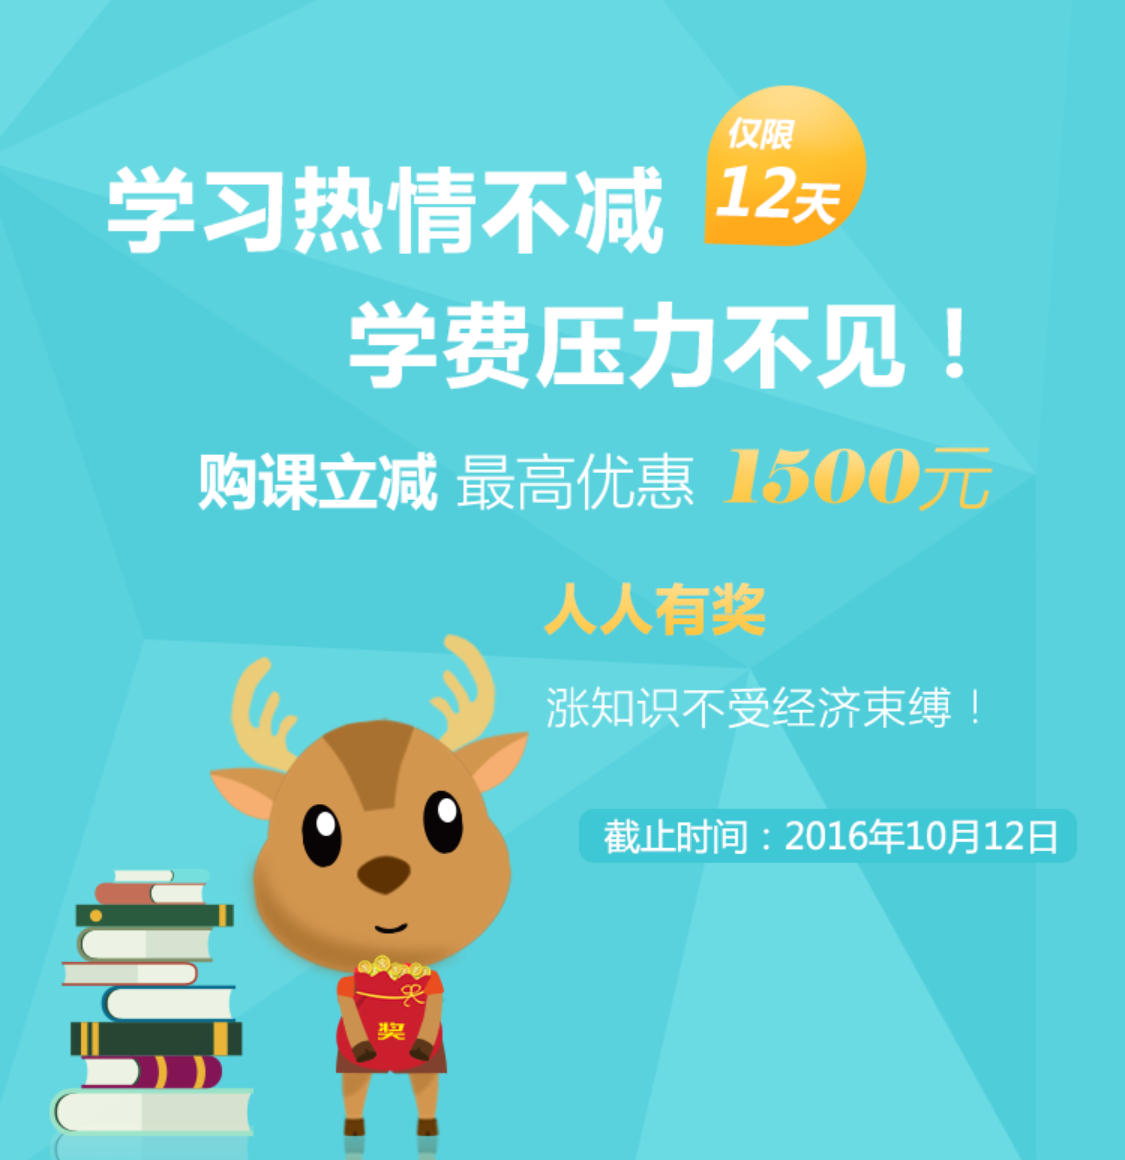 仅限
12天
学习热情不减
学费压力不见！
购课立减 最高优惠 1500元
人人有奖
涨知识不受经济束缚！
截止时间：2016年10月12日
奖